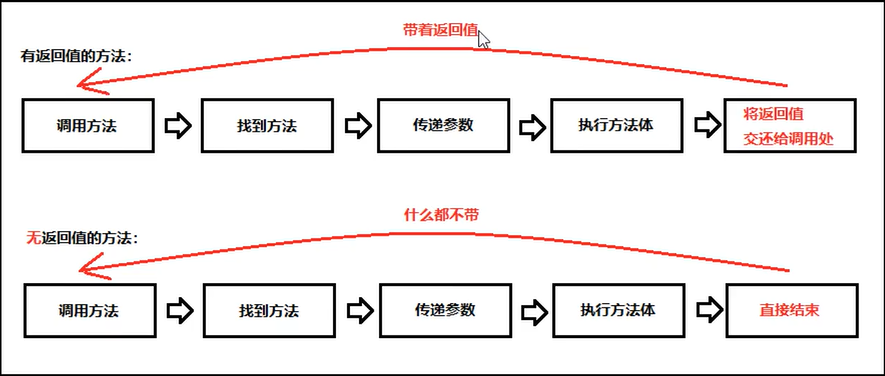 带着返回值
有返回值的方法：
调用方法
找到方法
传递参数
执行方法体
将返回值
交还给调用处
什么都不带
无返回值的方法：
调用方法
找到方法
传递参数
执行方法体
直接结束